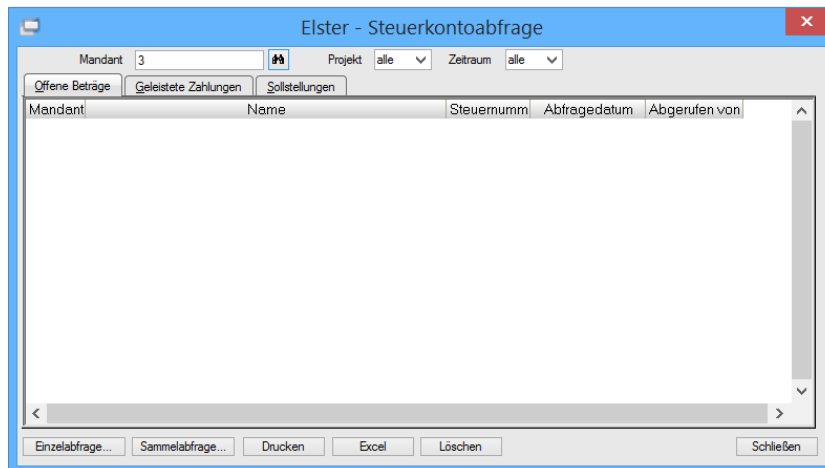 Elster - Steuerkontoabfrage
Mandant 3 Projekt alle Zeitraum alle
Offene Beträge Geleistete Zahlungen Sollstellungen
Mandant Name Steuernumm Abfragedatum Abgerufen von
Einzelabfrage... Sammelabfrage... Drucken Excel Löschen Schließen